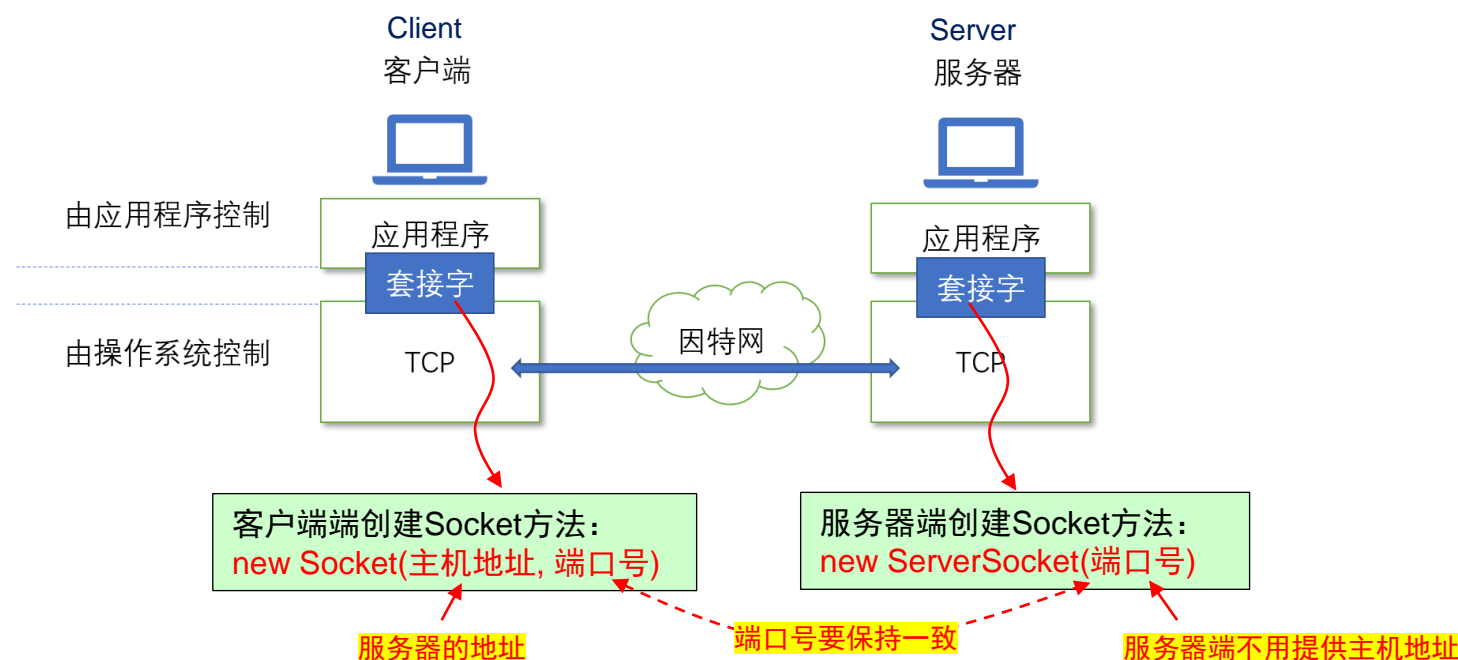 Client
客户端
Server
服务器
由应用程序控制
应用程序
应用程序
套接字
套接字
由操作系统控制
TCP
因特网
TCP
客户端端创建Socket方法：
new Socket(主机地址, 端口号)
服务器端创建Socket方法：
new ServerSocket(端口号)
服务器的地址
端口号要保持一致
服务器端不用提供主机地址